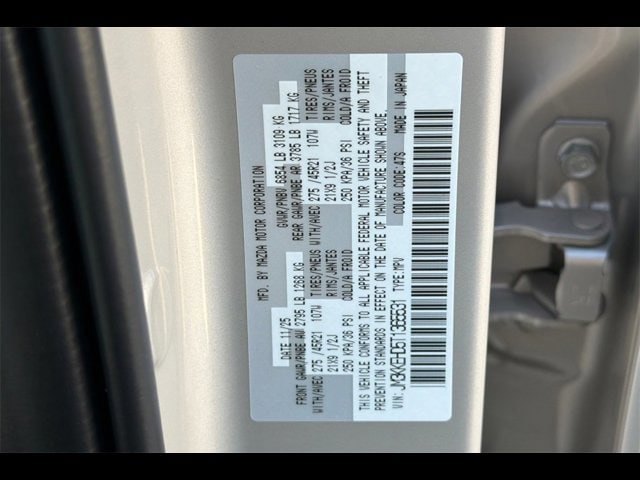 MFD. BY MAZDA MOTOR CORPORATION
DATE 11/25 GVWR/PNBV 6854 LB 3109 KG
FRONT GAWR/PNBE AV 2795 LB 1268 KG REAR GAWR/PNBE AR 3785 LB 1717 KG
TIRES/PNEUS WITH/AVEC 275 /45R21 107W TIRES/PNEUS
WITH/AVEC 275 /45R21 107W
RIMS/JANTES 21X9 1/2J RIMS/JANTES 21X9 1/2J
COLD/A FROID 250 KPA/36 PSI COLD/A FROID 250 KPA/36 PSI
THIS VEHICLE CONFORMS TO ALL APPLICABLE FEDERAL MOTOR VEHICLE SAFETY AND THEFT
PREVENTION STANDARDS IN EFFECT ON THE DATE OF MANUFACTURE SHOWN ABOVE.
VIN: TYPE: MPV COLOR CODE: 47S MADE IN JAPAN